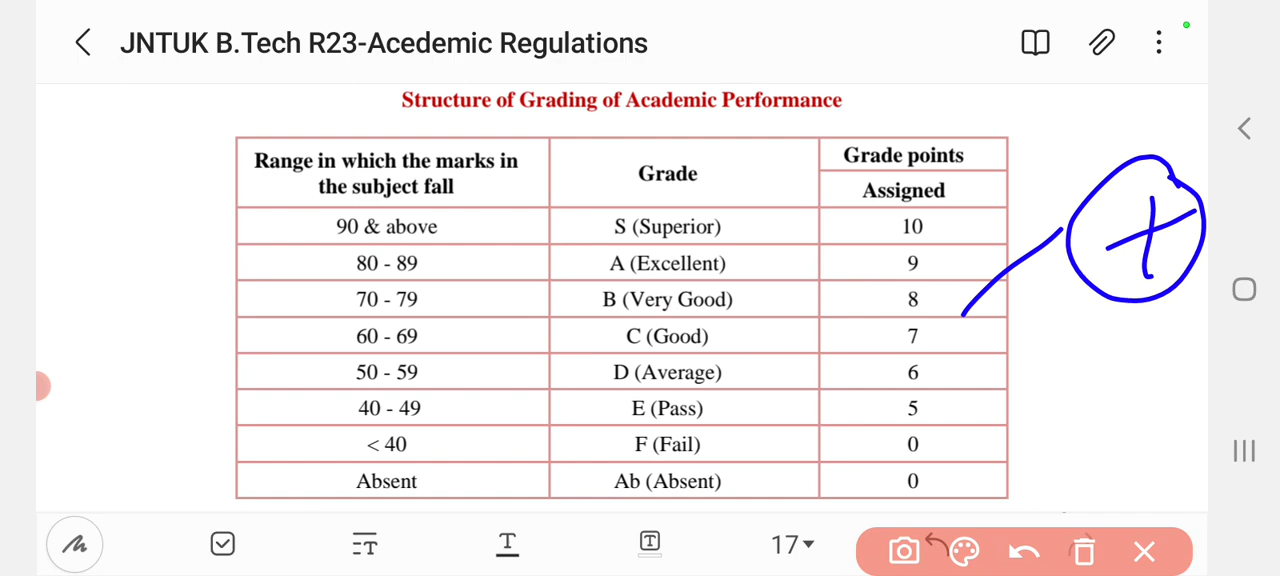 JNTUK B.Tech R23-Acedemic Regulations
Structure of Grading of Academic Performance
Range in which the marks in the subject fall Grade Grade points Assigned
90 & above S (Superior) 10
80 - 89 A (Excellent) 9
70 - 79 B (Very Good) 8
60 - 69 C (Good) 7
50 - 59 D (Average) 6
40 - 49 E (Pass) 5
< 40 F (Fail) 0
Absent Ab (Absent) 0
17